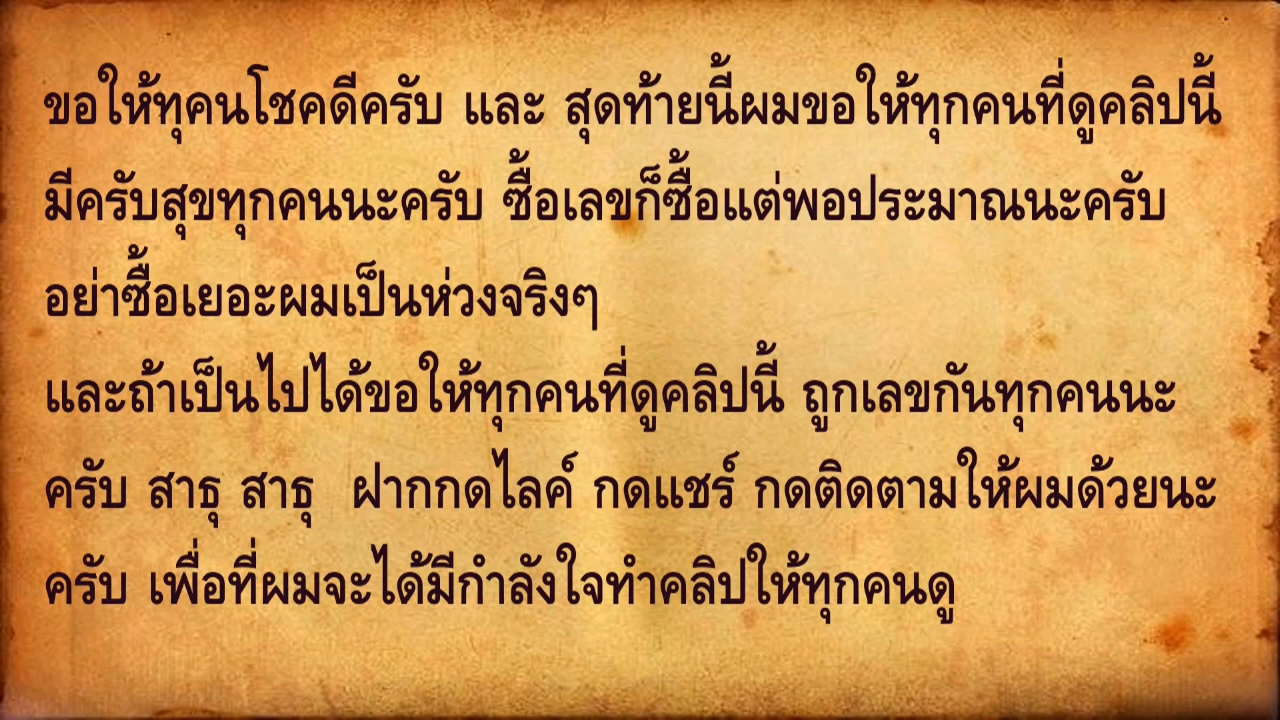 ขอให้ทุคนโชคดีครับ และ สุดท้ายนี้ผมขอให้ทุกคนที่ดูคลิปนี้
มีครับสุขทุกคนนะครับ ซื้อเลขก็ซื้อแต่พอประมาณนะครับ
อย่าซื้อเยอะผมเป็นห่วงจริงๆ
และถ้าเป็นไปได้ขอให้ทุกคนที่ดูคลิปนี้ ถูกเลขกันทุกคนนะ
ครับ สาธุ สาธุ  ฝากกดไลค์ กดแชร์ กดติดตามให้ผมด้วยนะ
ครับ เพื่อที่ผมจะได้มีกำลังใจทำคลิปให้ทุกคนดู